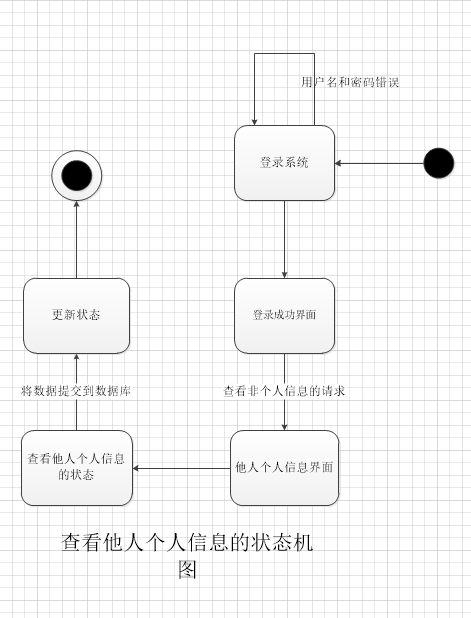 用户名和密码错误
登录系统
更新状态
登录成功界面
将数据提交到数据库
查看非个人信息的请求
查看他人个人信息
的状态
他人个人信息界面
查看他人个人信息的状态机
图